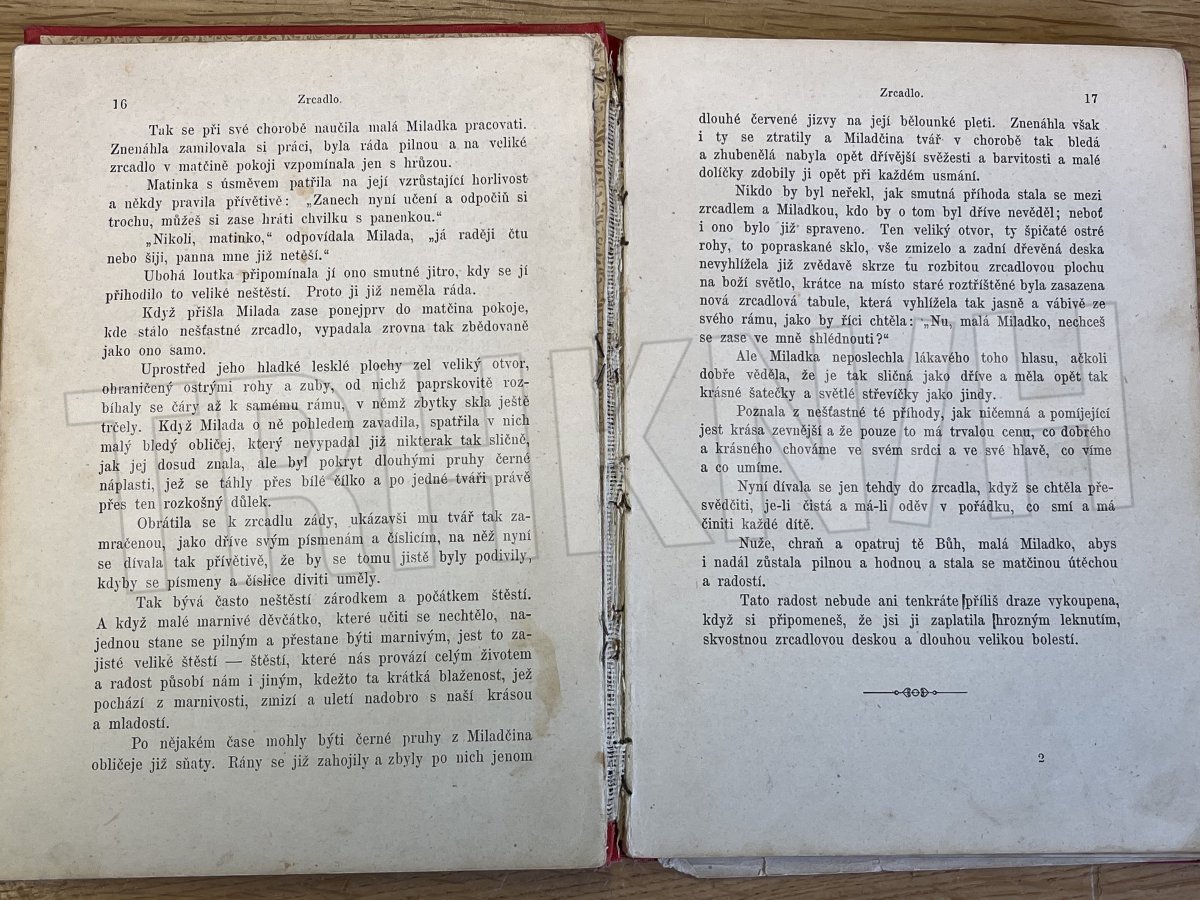 16
Zrcadlo.
Tak se při své chorobě naučila malá Miladka pracovati.
Znenáhla zamilovala si práci, byla ráda pilnou a na veliké
zrcadlo v matčině pokoji vzpomínala jen s hrůzou.
Matinka s úsměvem patřila na její vzrůstající horlivost
a někdy pravila přívětivě: „Zanech nyní učení a odpočiň si
trochu, můžeš si zase hráti chvilku s panenkou.“
„Nikoli, matinko,“ odpovídala Milada, „já raději čtu
nebo šiji, panna mne již netěší.“
Ubohá loutka připomínala jí ono smutné jitro, kdy se jí
přihodilo to veliké neštěstí. Proto ji již neměla ráda.
Když přišla Milada zase ponejprv do matčina pokoje,
kde stálo nešťastné zrcadlo, vypadala zrovna tak zbědovaně
jako ono samo.
Uprostřed jeho hladké lesklé plochy zel veliký otvor,
obraničený ostrými rohy a zuby, od nichž paprskovitě roz-
bíhaly se čáry až k samému rámu, v němž zbytky skla ještě
trčely. Když Milada o ně pohledem zavadila, spatřila v nich
malý bledý obličej, který nevypadal již nikterak tak sličně,
jak jej dosud znala, ale byl pokryt dlouhými pruhy černé
náplasti, jež se táhly přes bílé čílko a po jedné tváři právě
přes ten rozkošný důlek.
Obrátila se k zrcadlu zády, ukázavši mu tvář tak za-
mračenou, jako dříve svým písmenám a číslicím, na něž nyní
se dívala tak přívětivě, že by se tomu jistě byly podivily,
kdyby se písmeny a číslice diviti uměly.
Tak bývá často neštěstí zárodkem a počátkem štěstí.
A když malé marnivé děvčátko, které učiti se nechtělo, na-
jednou stane se pilným a přestane býti marnivým, jest to za-
jisté veliké štěstí — štěstí, které nás provází celým životem
a radost působí nám i jiným, kdežto ta krátká blaženost, jež
pochází z marnivosti, zmizí a uletí nadobro s naší krásou
a mladostí.
Po nějakém čase mohly býti černé pruhy z Miladčina
obličeje již sňaty. Rány se již zahojily a zbyly po nich jenom
Zrcadlo.
17
dlouhé červené jizvy na její bělounké pleti. Znenáhla však
i ty se ztratily a Miladčina tvář v chorobě tak bledá
a zhubenělá nabyla opět dřívější svěžesti a barvitosti a malé
dolíčky zdobily ji opět při každém usmání.
Nikdo by byl neřekl, jak smutná příhoda stala se mezi
zrcadlem a Miladkou, kdo by o tom byl dříve nevěděl; neboť
i ono bylo již spraveno. Ten veliký otvor, ty špičaté ostré
rohy, to popraskané sklo, vše zmizelo a zadní dřevěná deska
nevyhlížela již zvědavě skrze tu rozbitou zrcadlovou plochu
na boží světlo, krátce na místo staré roztříštěné byla zasazena
nová zrcadlová tabule, která vyhlížela tak jasně a vábivě ze
svého rámu, jako by říci chtěla: „Nu, malá Miladko, nechceš
se zase ve mně shlédnouti?“
Ale Miladka neposlechla lákavého toho hlasu, ačkoli
dobře věděla, že je tak sličná jako dříve a měla opět tak
krásné šatečky a světlé střevíčky jako jindy.
Poznala z nešťastné té příhody, jak ničemná a pomíjející
jest krása zevnější a že pouze to má trvalou cenu, co dobrého
a krásného chováme ve svém srdci a ve své hlavě, co víme
a co umíme.
Nyní dívala se jen tehdy do zrcadla, když se chtěla pře-
svědčiti, je-li čistá a má-li oděv v pořádku, co smí a má
činiti každé dítě.
Nuže, chraň a opatruj tě Bůh, malá Miladko, abys
i nadál zůstala pilnou a hodnou a stala se matčinou útěchou
a radostí.
Tato radost nebude ani tenkráte příliš draze vykoupena,
když si připomeneš, že jsi ji zaplatila hrozným leknutím,
skvostnou zrcadlovou deskou a dlouhou velikou bolestí.
2
TRHKNIH